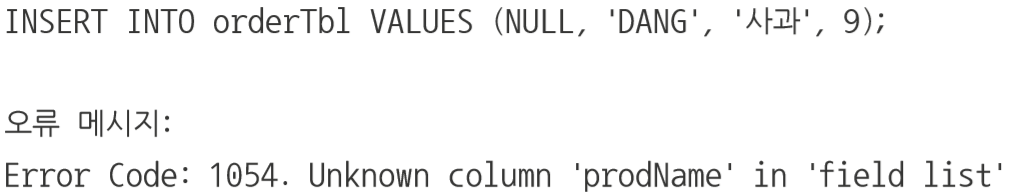 INSERT INTO orderTbl VALUES (NULL, 'DANG', '사과', 9);
오류 메시지:
Error Code: 1054. Unknown column 'prodName' in 'field list'